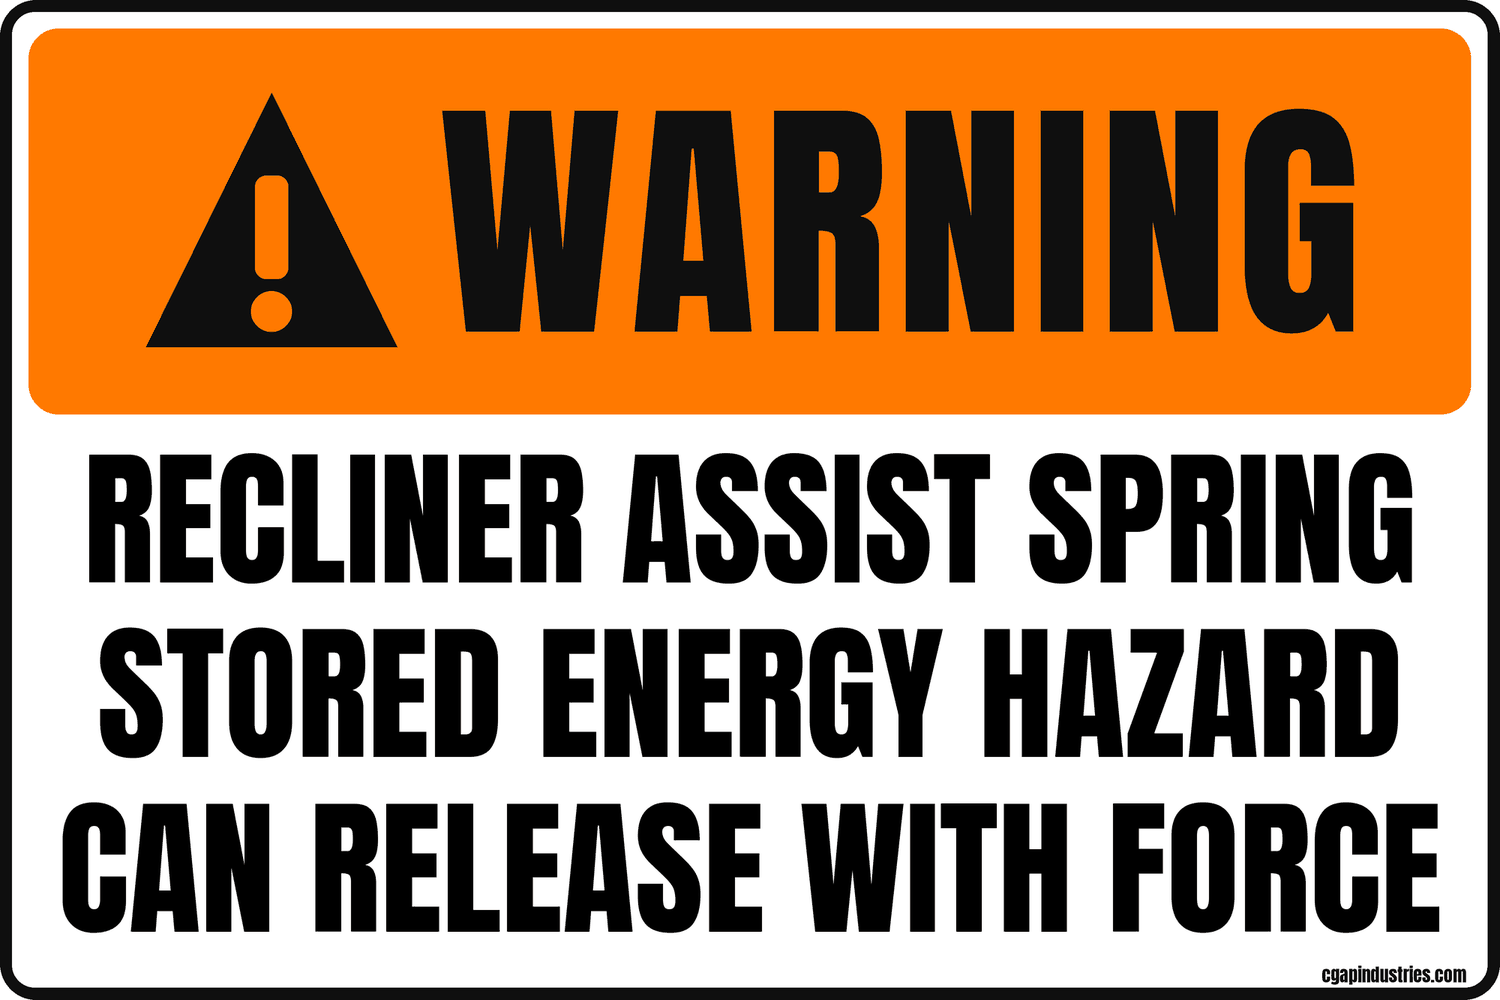 WARNING
RECLINER ASSIST SPRING
STORED ENERGY HAZARD
CAN RELEASE WITH FORCE
cgapindustries.com